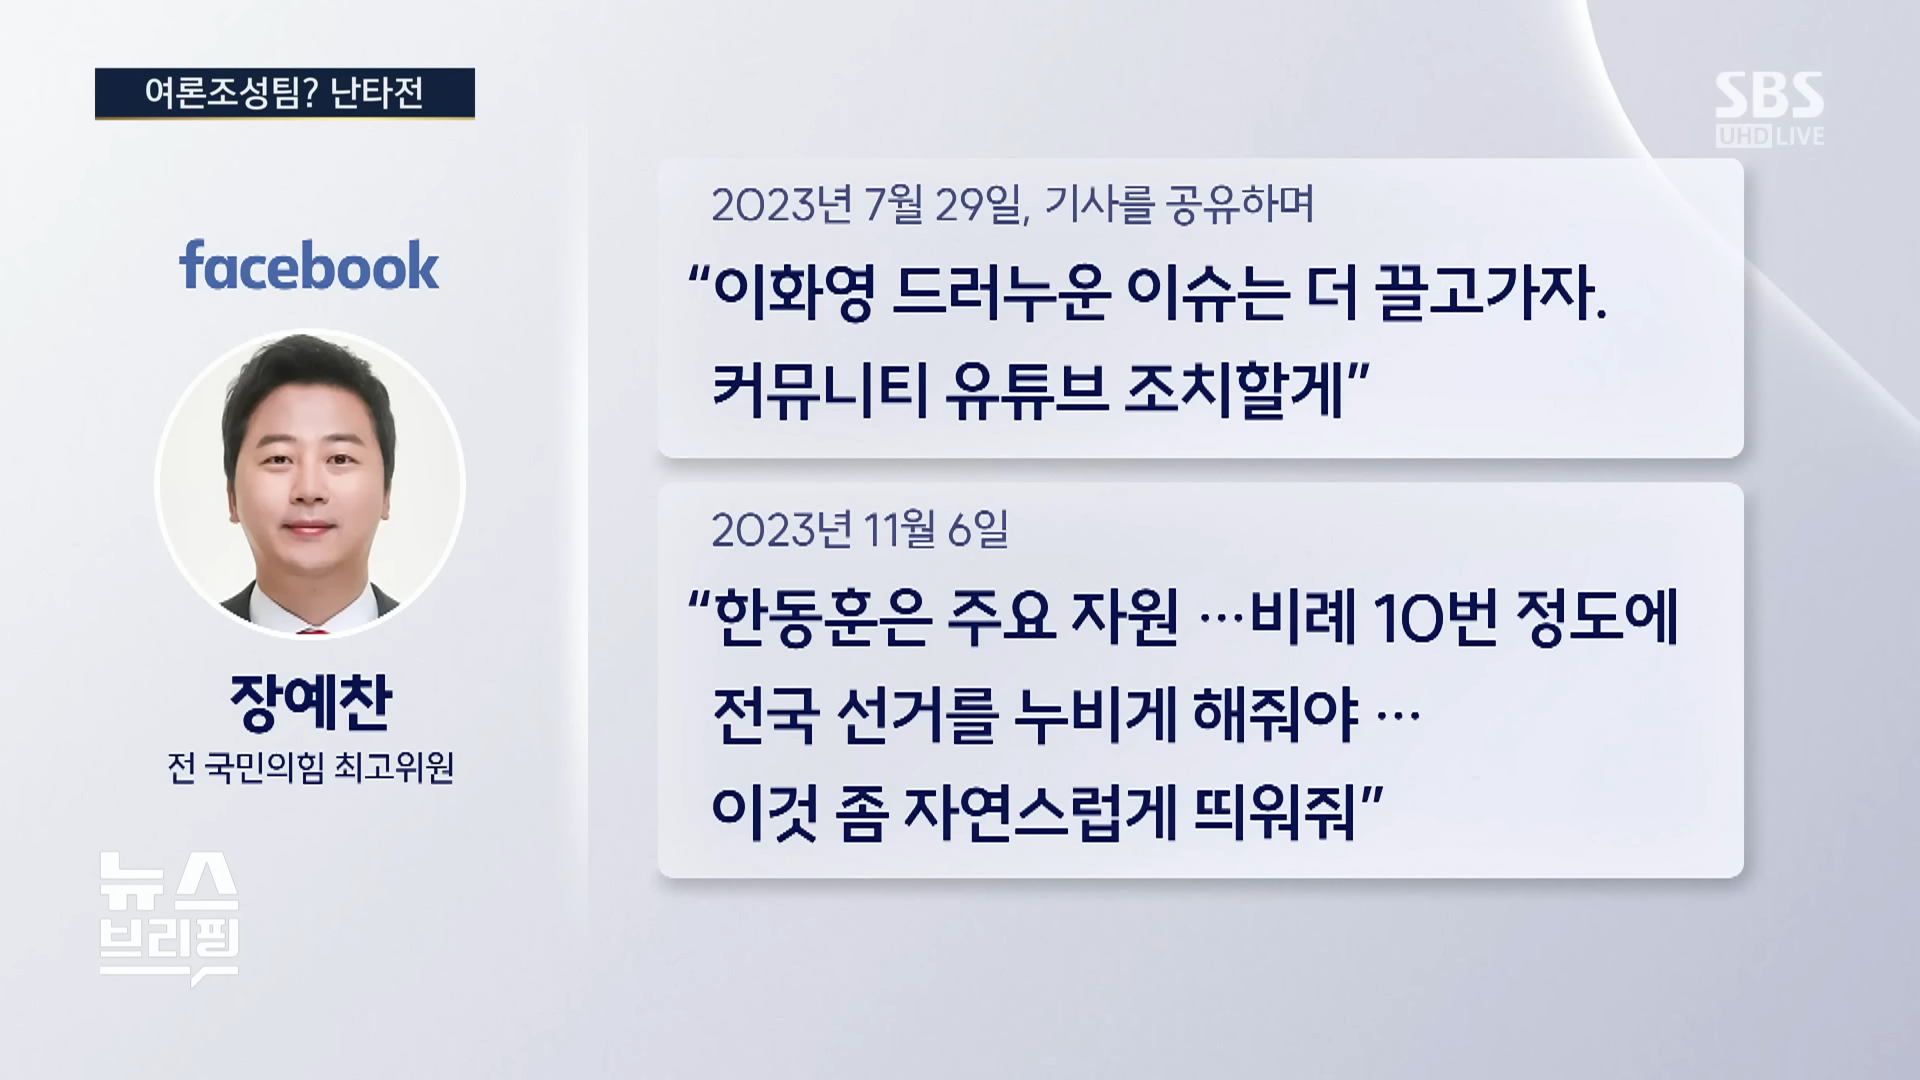 여론조성팀? 난타전
SBS
UHD LIVE
facebook
장예찬
전 국민의힘 최고위원
2023년 7월 29일, 기사를 공유하며
“이화영 드러누운 이슈는 더 끌고가자.
커뮤니티 유튜브 조치할게”
2023년 11월 6일
“한동훈은 주요 자원 …비례 10번 정도에
전국 선거를 누비게 해줘야 …
이것 좀 자연스럽게 띄워줘”
뉴스
브리핑